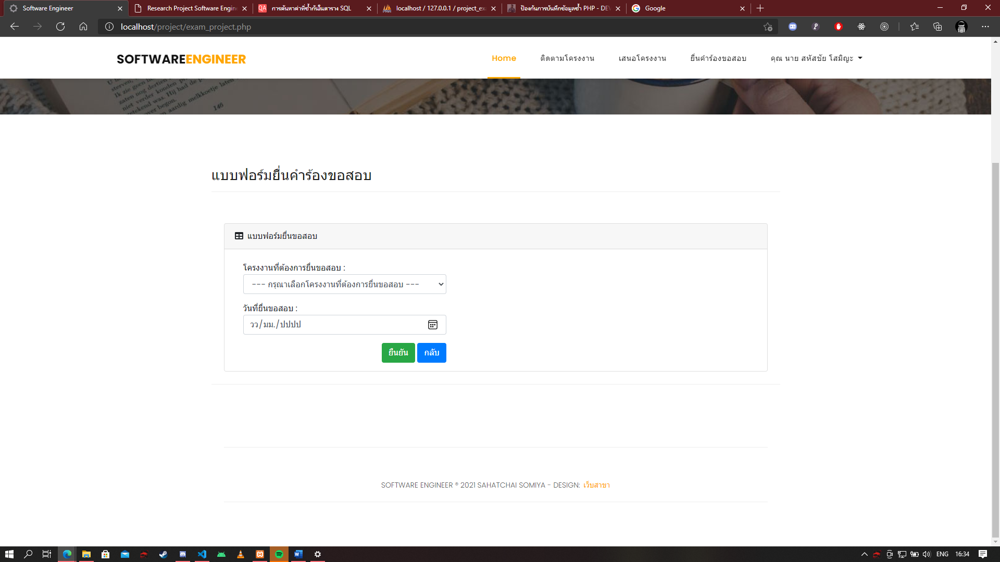 Software Engineer
Research Project Software Engin
QA การค้นหาค่าที่ซ้ำกันในตาราง SQL
localhost / 127.0.0.1 / project_ex
ป้องกันการบันทึกข้อมูลซ้ำ PHP - DEV
Google
localhost/project/exam_project.php
SOFTWAREENGINEER
Home
ติดตามโครงงาน
เสนอโครงงาน
ยื่นคำร้องขอสอบ
คุณ นาย สหัสชัย โสมิญะ
146
แบบฟอร์มยื่นคำร้องขอสอบ
แบบฟอร์มยื่นขอสอบ
โครงงานที่ต้องการยื่นขอสอบ :
--- กรุณาเลือกโครงงานที่ต้องการยื่นขอสอบ ---
วันที่ยื่นขอสอบ :
วว/มม./ปปปป
ยืนยัน
กลับ
SOFTWARE ENGINEER ® 2021 SAHATCHAI SOMIYA - DESIGN: เว็บสาขา
ENG
16:34